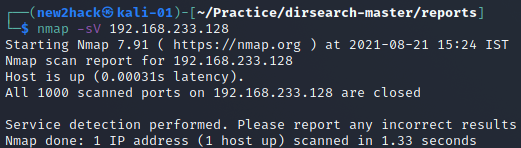 ┌──(new2hack㉿kali-01)-[~/Practice/dirsearch-master/reports]
└─$ nmap -sV 192.168.233.128
Starting Nmap 7.91 ( https://nmap.org ) at 2021-08-21 15:24 IST
Nmap scan report for 192.168.233.128
Host is up (0.00031s latency).
All 1000 scanned ports on 192.168.233.128 are closed
Service detection performed. Please report any incorrect results
Nmap done: 1 IP address (1 host up) scanned in 1.33 seconds